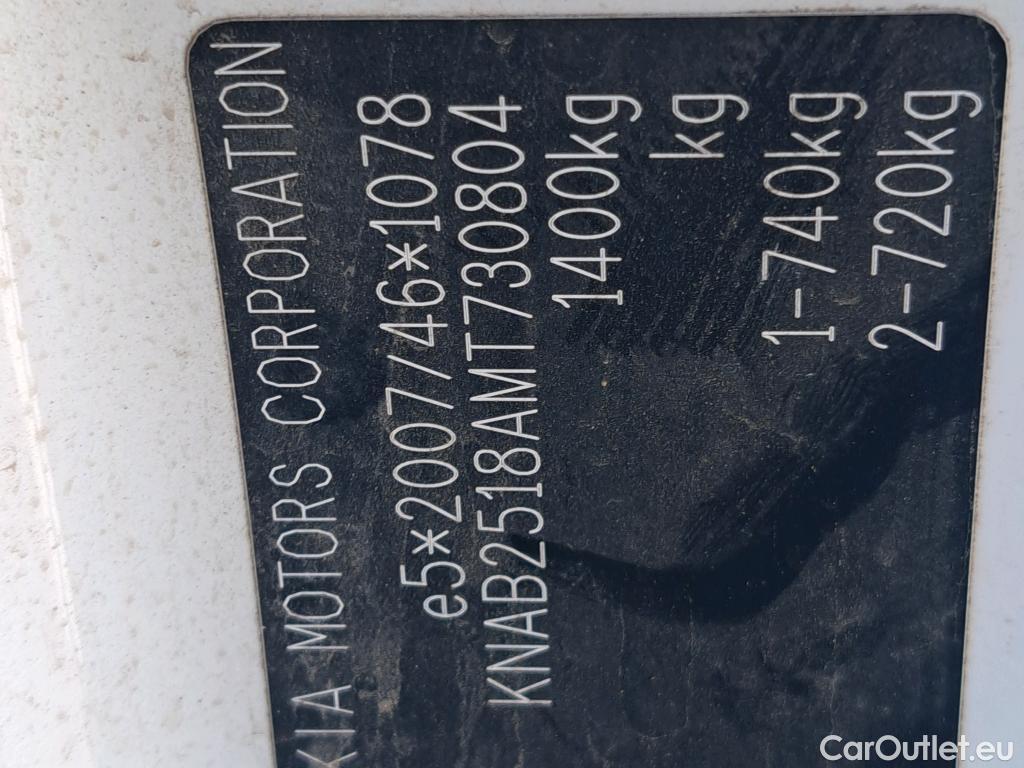 KIA MOTORS CORPORATION
e5*2007/46*1078
KNAB2518AMT730804
1400kg
kg
1-740kg
2-720kg
CarOutlet.eu